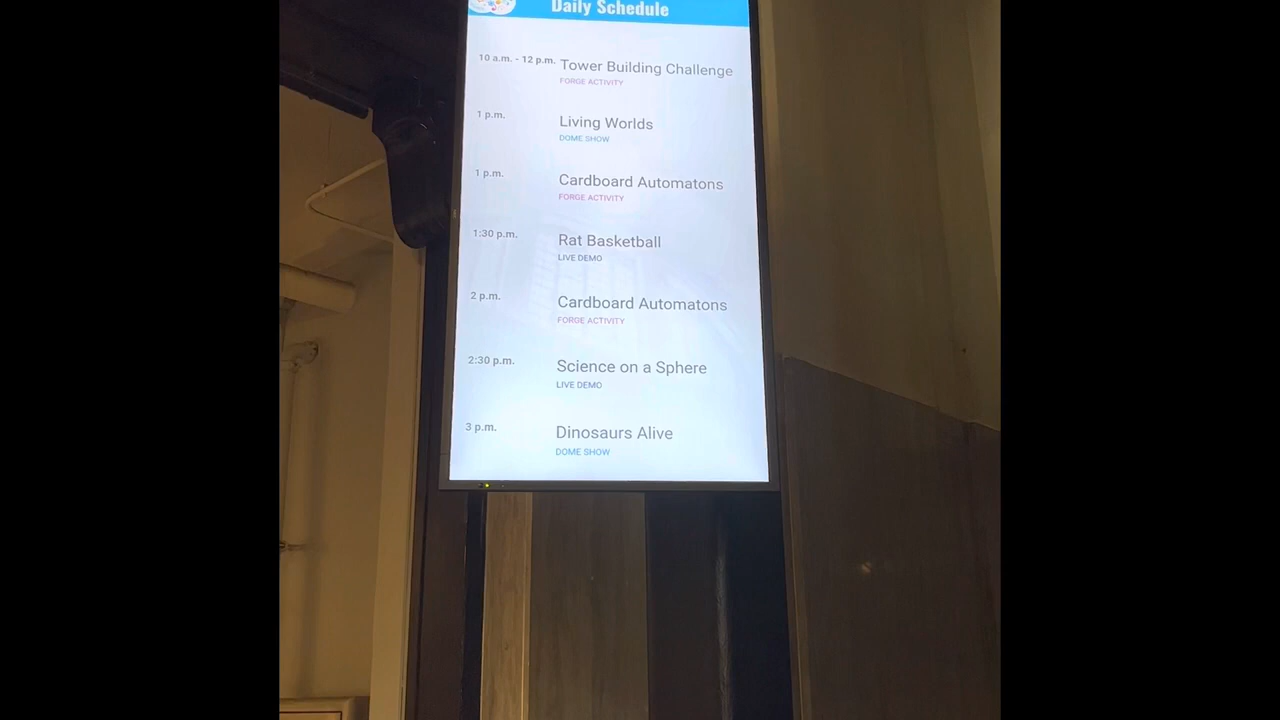 Daily Schedule
10 a.m. - 12 p.m. Tower Building Challenge
FORGE ACTIVITY
1 p.m. Living Worlds
DOME SHOW
1 p.m. Cardboard Automatons
FORGE ACTIVITY
1:30 p.m. Rat Basketball
LIVE DEMO
2 p.m. Cardboard Automatons
FORGE ACTIVITY
2:30 p.m. Science on a Sphere
LIVE DEMO
3 p.m. Dinosaurs Alive
DOME SHOW